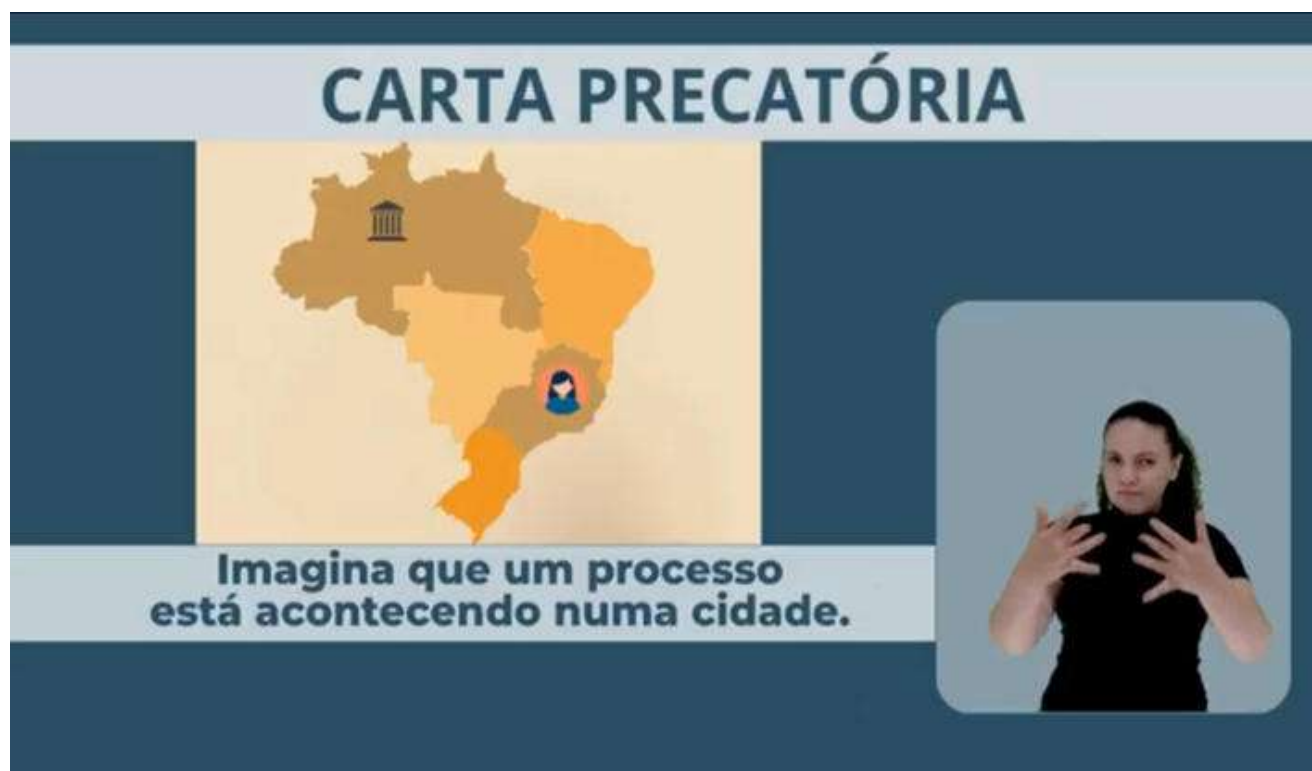 CARTA PRECATÓRIA
Imagina que um processo
está acontecendo numa cidade.